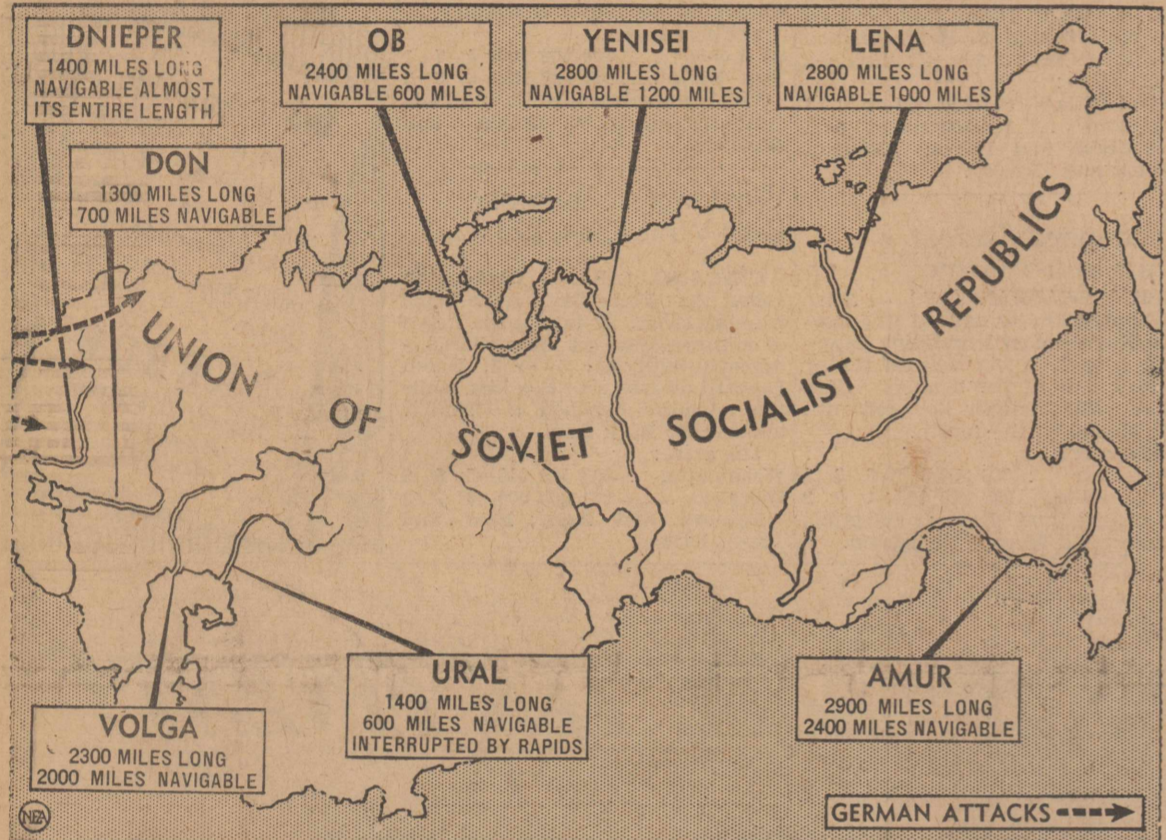 DNIEPER
1400 MILES LONG
NAVIGABLE ALMOST
ITS ENTIRE LENGTH
OB
2400 MILES LONG
NAVIGABLE 600 MILES
YENISEI
2800 MILES LONG
NAVIGABLE 1200 MILES
LENA
2800 MILES LONG
NAVIGABLE 1000 MILES
DON
1300 MILES LONG
700 MILES NAVIGABLE
UNION
OF
SOVIET
SOCIALIST
REPUBLICS
VOLGA
2300 MILES LONG
2000 MILES NAVIGABLE
URAL
1400 MILES LONG
600 MILES NAVIGABLE
INTERRUPTED BY RAPIDS
AMUR
2900 MILES LONG
2400 MILES NAVIGABLE
NEA
GERMAN ATTACKS